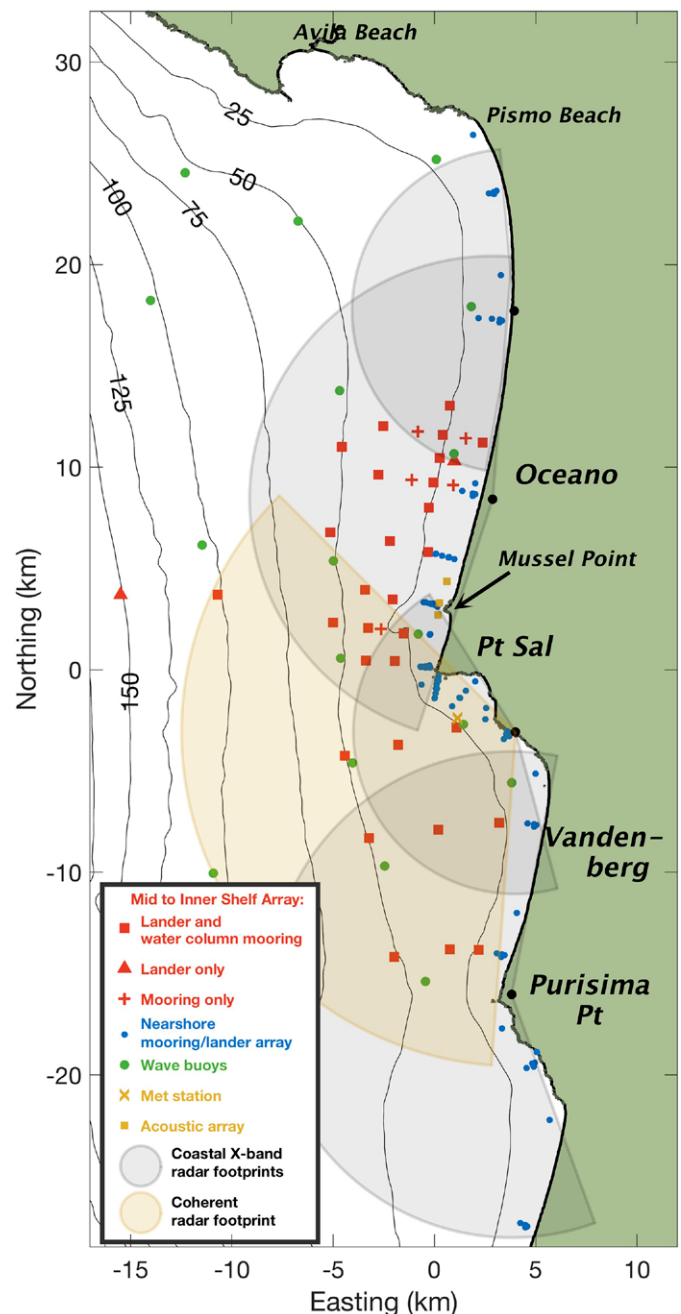 Avila Beach
30
25
Pismo Beach
50
100
75
20
125
10
Oceano
Mussel Point
Pt Sal
0
150
Northing (km)
Vanden-
berg
-10
Mid to Inner Shelf Array:
Lander and
water column mooring
Lander only
Mooring only
Nearshore
mooring/lander array
Wave buoys
Met station
Acoustic array
Coastal X-band
radar footprints
Coherent
radar footprint
Purisima
Pt
-20
-15
-10
-5
0
5
10
Easting (km)